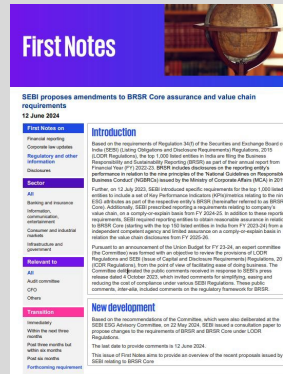 First Notes
SEBI proposes amendments to BRSR Core assurance and value chain
requirements
12 June 2024
First Notes on
Financial reporting
Corporate law updates
Regulatory and other
information
Disclosures
Sector
All
Banking and insurance
Information,
communication,
entertainment
Consumer and industrial
markets
Infrastructure and
government
Relevant to
All
Audit committee
CFO
Others
Transition
Immediately
Within the next three
months
Post three months but
within six months
Post six months
Forthcoming requirement
Introduction
Based on the requirements of Regulation 34(f) of the Securities and Exchange Board of
India (SEBI) (Listing Obligations and Disclosure Requirements) Regulations, 2015
(LODR Regulations), the top 1,000 listed entities in India are filing the Business
Responsibility and Sustainability Reporting (BRSR) as part of their annual report from
Financial Year (FY) 2022-23. BRSR includes disclosures on the reporting entity's
performance in relation to the nine principles of the 'National Guidelines on Responsible
Business Conduct' (NGBRCs) issued by the Ministry of Corporate Affairs (MCA) in 201
Further, on 12 July 2023, SEBI introduced specific requirements for the top 1,000 listed
entities to include a set of Key Performance Indicators (KPIs)/metrics relating to the nine
ESG attributes as part of the respective entity's BRSR (hereinafter referred to as BRSR
Core). Additionally, SEBI prescribed reporting requirements relating to company's
value chain, on a comply-or-explain basis from FY 2024-25. In addition to these reporting
requirements, SEBI required reporting entities to obtain reasonable assurance in relation
to BRSR Core (starting with the top 150 listed entities in India from FY 2023-24) from an
independent competent agency and limited assurance on a comply-or-explain basis in
relation the value chain disclosures from FY 2025-26.
Pursuant to an announcement of the Union Budget for FY 23-24, an expert committee
(the Committee) was formed with an objective to review the provisions of LODR
Regulations and SEBI (Issue of Capital and Disclosure Requirements) Regulations, 20
(ICDR Regulations), from the point of view of facilitating ease of doing business. The
Committee deliberated the public comments received in response to SEBI's press
release dated 4 October 2023, which invited comments for simplifying, easing and
reducing the cost of compliance under various SEBI Regulations. These public
comments, inter-alia, included comments on the regulatory framework for BRSR.
New development
Based on the recommendations of the Committee, which were also deliberated at the
SEBI ESG Advisory Committee, on 22 May 2024, SEBI issued a consultation paper to
propose changes to the requirements of BRSR and BRSR Core under LODR
Regulations.
The last date to provide comments is 12 June 2024.
This issue of First Notes aims to provide an overview of the recent proposals issued by
SEBI relating to BRSR Core